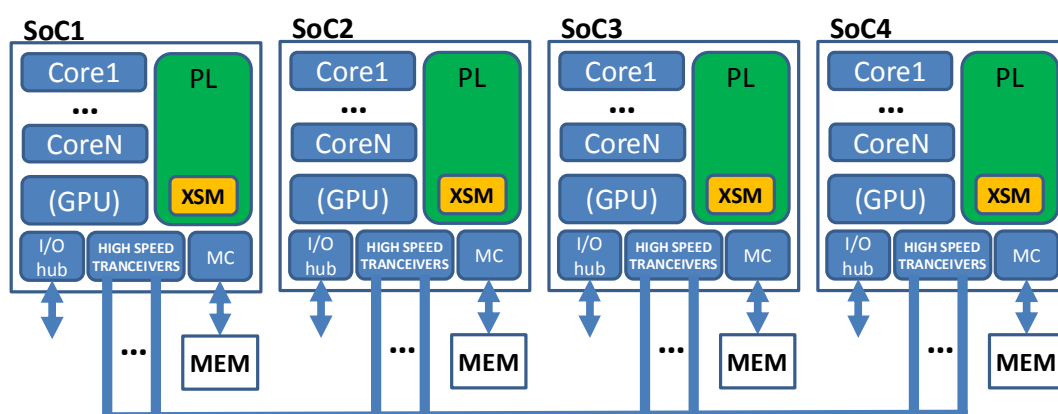 SoC1
Core1
...
CoreN
(GPU)
PL
XSM
I/O
hub
HIGH SPEED
TRANCEIVERS
MC
...
MEM
SoC2
Core1
...
CoreN
(GPU)
PL
XSM
I/O
hub
HIGH SPEED
TRANCEIVERS
MC
...
MEM
SoC3
Core1
...
CoreN
(GPU)
PL
XSM
I/O
hub
HIGH SPEED
TRANCEIVERS
MC
...
MEM
SoC4
Core1
...
CoreN
(GPU)
PL
XSM
I/O
hub
HIGH SPEED
TRANCEIVERS
MC
...
MEM